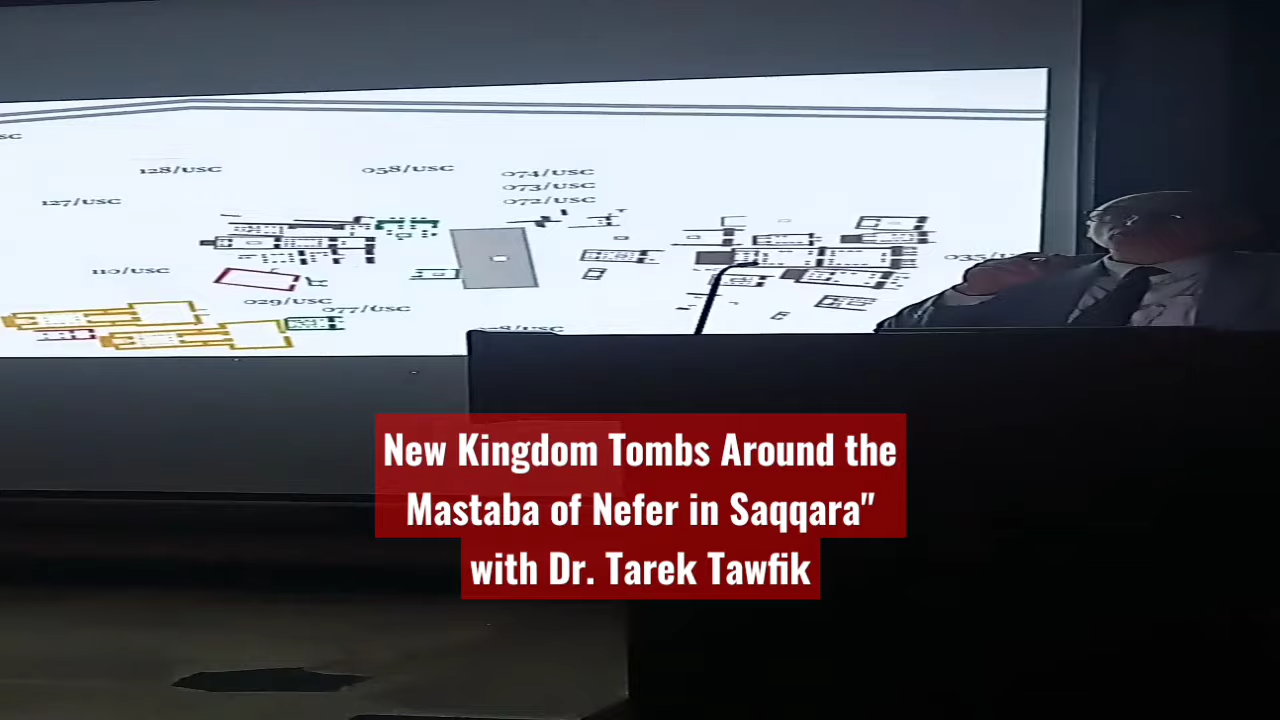 128/USC
058/USC
074/USC
073/USC
072/USC
127/USC
110/USC
029/USC
077/USC
New Kingdom Tombs Around the
Mastaba of Nefer in Saqqara"
with Dr. Tarek Tawfik